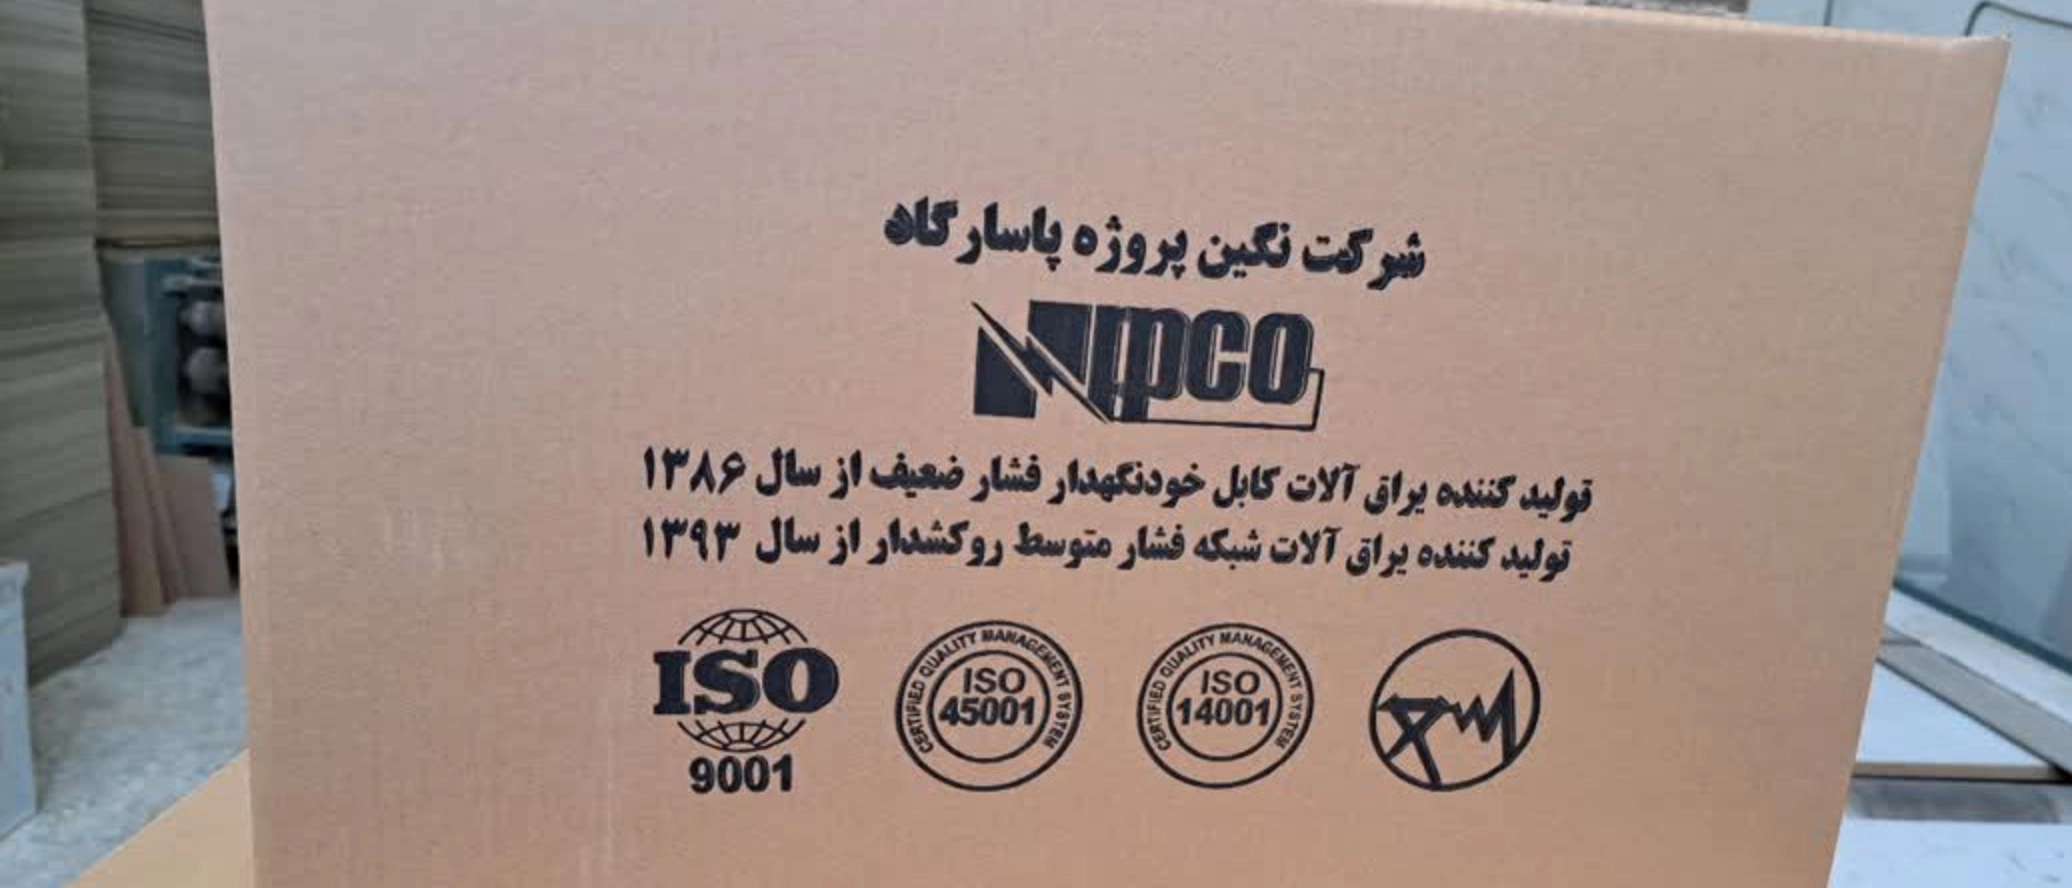 شرکت نگین پروژه پاسارگاد
Nipco
تولید کننده یراق آلات کابل خودنگهدار فشار ضعیف از سال ۱۳۸۶
تولید کننده یراق آلات شبکه فشار متوسط روکشدار از سال ۱۳۹۳
ISO
9001
CERTIFIED QUALITY MANAGEMENT SYSTEM
ISO
45001
CERTIFIED QUALITY MANAGEMENT SYSTEM
ISO
14001